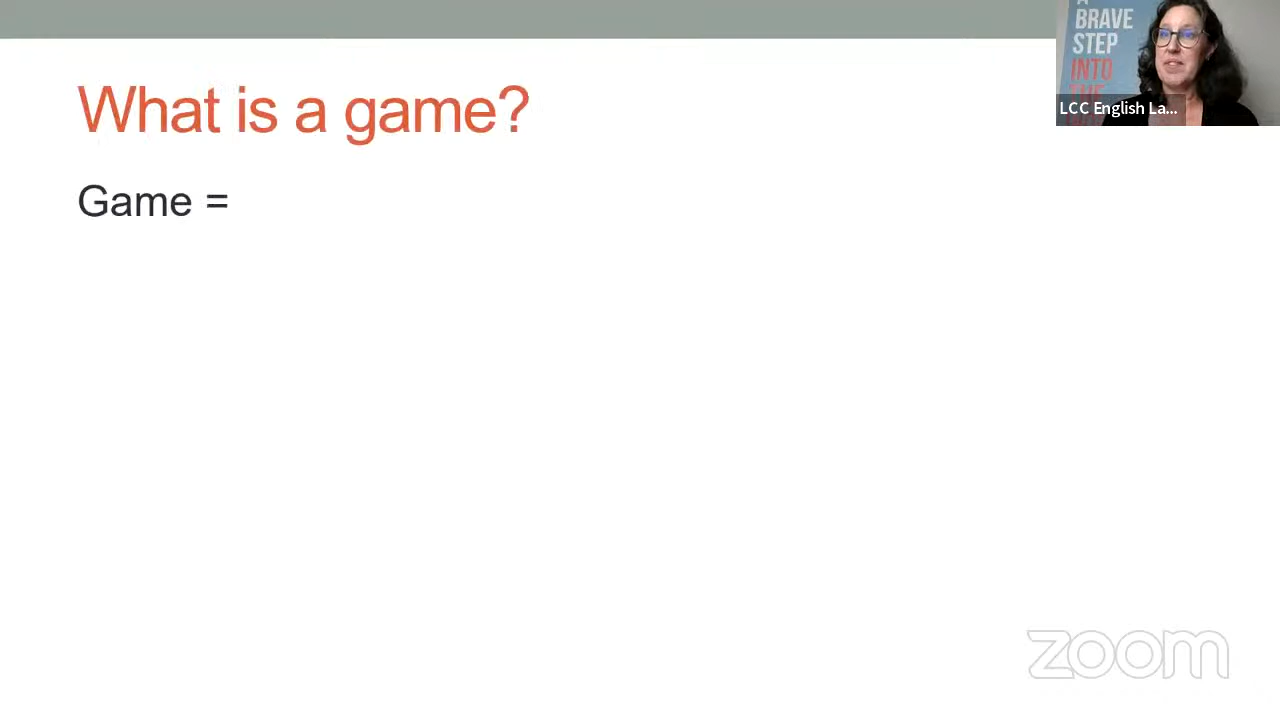 What is a game?
Game =
BRAVE
STEP
INTO
LCC English La...
zoom